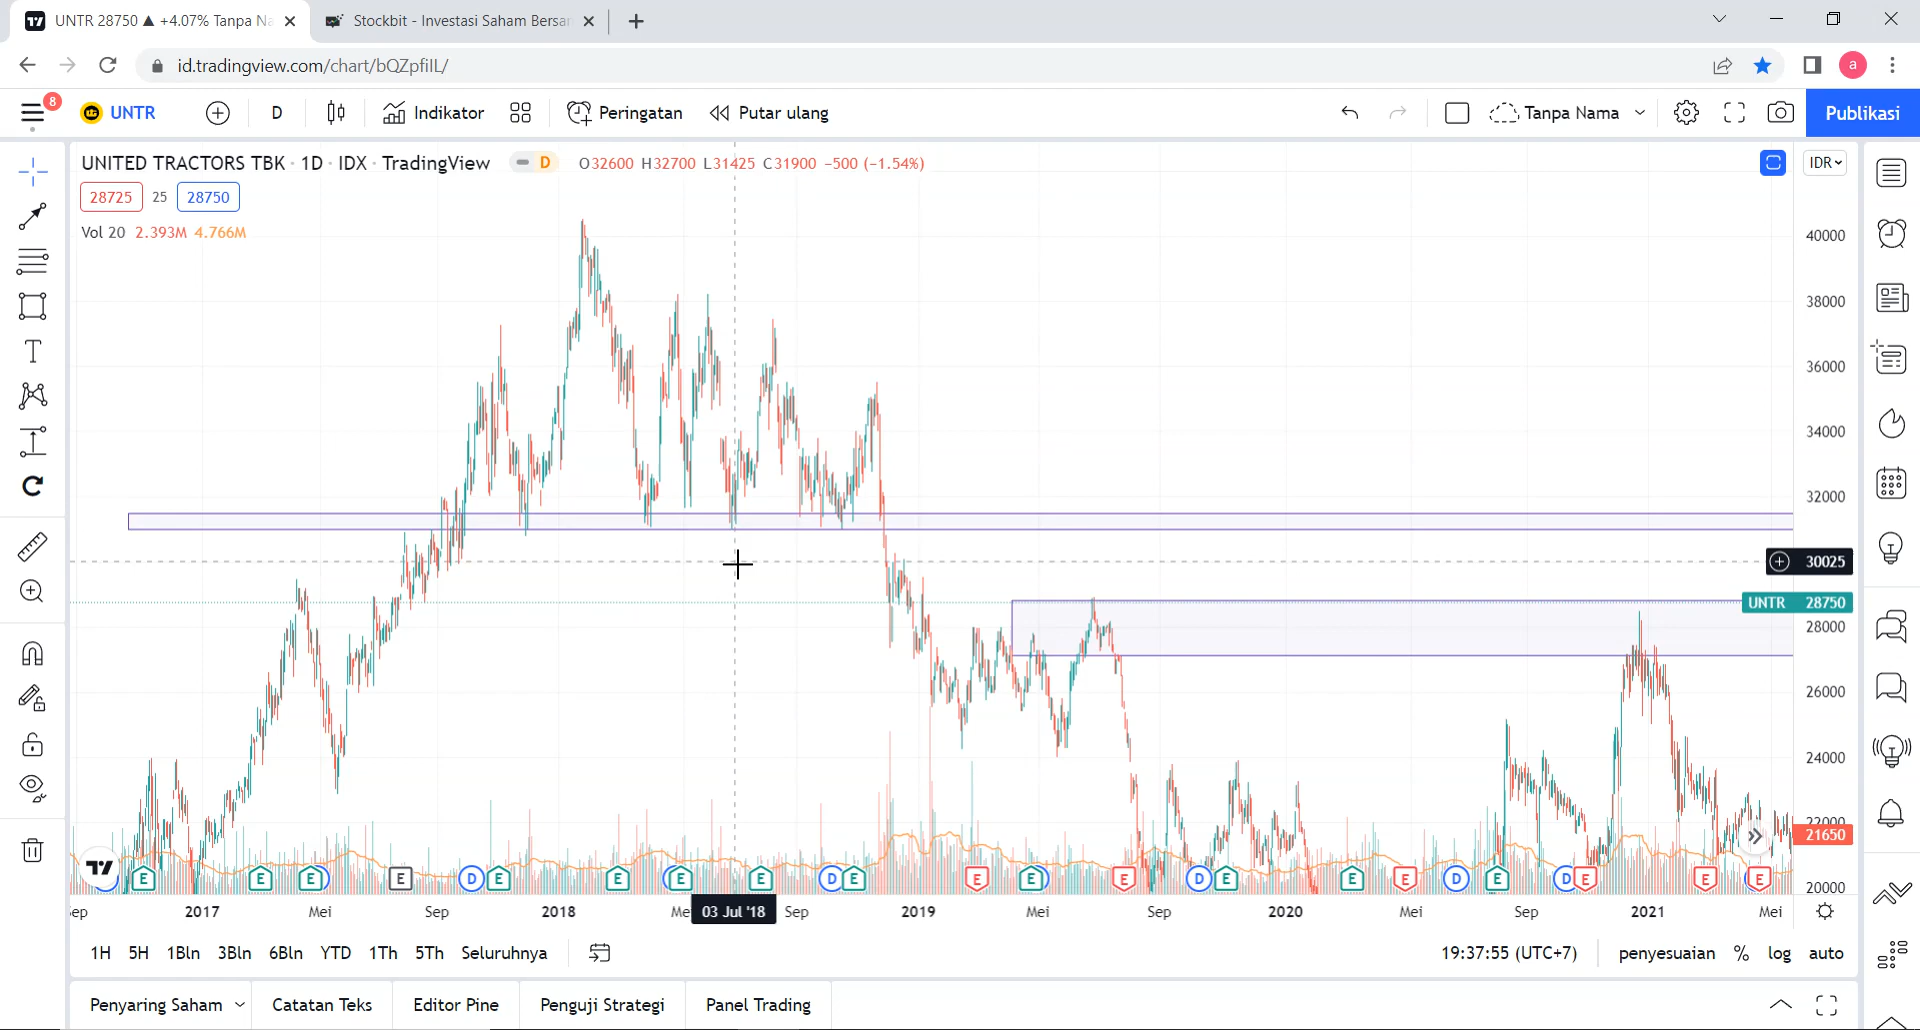 UNTR 28750 ▲ +4.07% Tanpa Na
Stockbit - Investasi Saham Bersam
id.tradingview.com/chart/bQZpfiIL/
a
8
UNTR
D
Indikator
Peringatan
Putar ulang
Tanpa Nama
Publikasi
UNITED TRACTORS TBK · 1D · IDX · TradingView
D
O32600 H32700 L31425 C31900 −500 (−1.54%)
IDR
28725 25 28750
Vol 20 2.393M 4.766M
40000
38000
36000
34000
32000
30025
UNTR 28750
28000
26000
24000
22000
21650
20000
E E E E D E E E E D E E E E D E E E D E D E E E
Sep 2017 Mei Sep 2018 Me 03 Jul '18 Sep 2019 Mei Sep 2020 Mei Sep 2021 Mei
1H 5H 1Bln 3Bln 6Bln YTD 1Th 5Th Seluruhnya
19:37:55 (UTC+7) penyesuaian % log auto
Penyaring Saham Catatan Teks Editor Pine Penguji Strategi Panel Trading